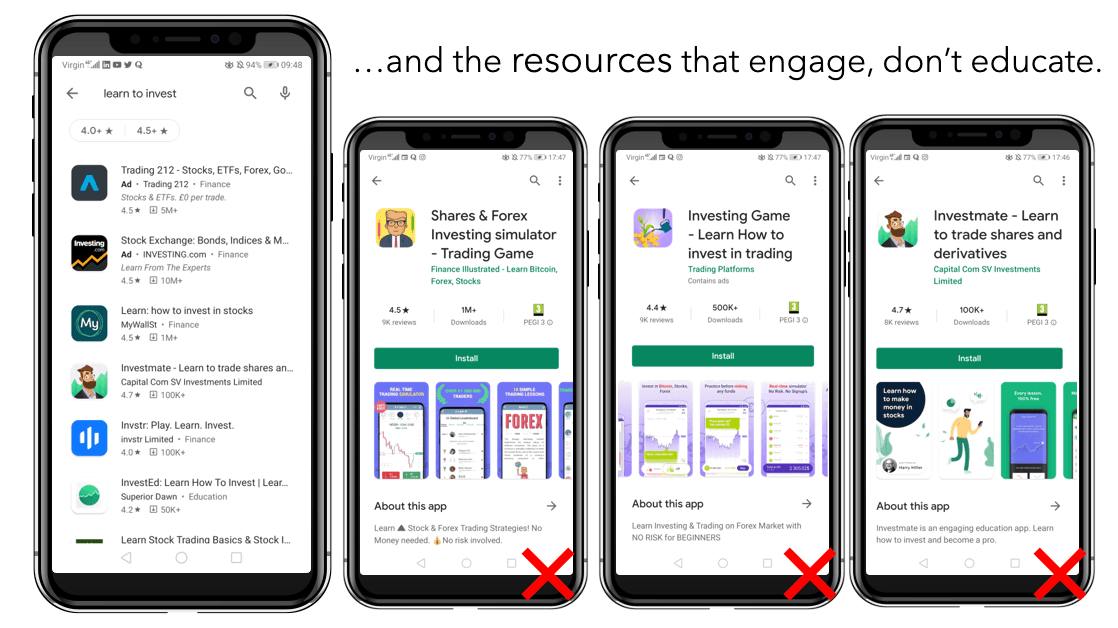 …and the resources that engage, don't educate.
Virgin 94% 09:48
learn to invest
4.0+ ★ 4.5+ ★
Trading 212 - Stocks, ETFs, Forex, Go...
Ad • Trading 212 • Finance
Stocks & ETFs. £0 per trade.
4.5★ 5M+
Investing.com
Stock Exchange: Bonds, Indices & M...
Ad • INVESTING.com • Finance
Learn From The Experts
4.5★ 10M+
My
Learn: how to invest in stocks
MyWallSt • Finance
4.5★ 1M+
Investmate - Learn to trade shares an...
Capital Com SV Investments Limited
4.7★ 100K+
Invstr: Play. Learn. Invest.
invstr Limited • Finance
4.0★ 100K+
InvestEd: Learn How To Invest | Lear...
Superior Dawn • Education
4.2★ 50K+
Learn Stock Trading Basics & Stock I...
Virgin 77% 17:47
Shares & Forex
Investing simulator
- Trading Game
Finance Illustrated - Learn Bitcoin,
Forex, Stocks
4.5★ 1M+ 3
9K reviews Downloads PEGI 3
Install
REAL TIME
TRADING SIMULATOR
TRADERS
10 SIMPLE
TRADING LESSONS
FOREX
About this app
Learn ▲ Stock & Forex Trading Strategies! No
Money needed. 💰No risk involved.
Virgin 77% 17:47
Investing Game
- Learn How to
invest in trading
Trading Platforms
Contains ads
4.4★ 500K+ 3
9K reviews Downloads PEGI 3
Install
Invest in Bitcoin, Stocks,
Forex
Practice before risking
any funds
Real-time simulator
No Risk, No Signups
About this app
Learn Investing & Trading on Forex Market with
NO RISK for BEGINNERS
Virgin 77% 17:46
Investmate - Learn
to trade shares and
derivatives
Capital Com SV Investments
Limited
4.7★ 100K+ 3
8K reviews Downloads PEGI 3
Install
Learn how
to make
money in
stocks
Harry Miller
Every lesson.
100% free
About this app
Investmate is an engaging education app. Learn
how to invest and become a pro.